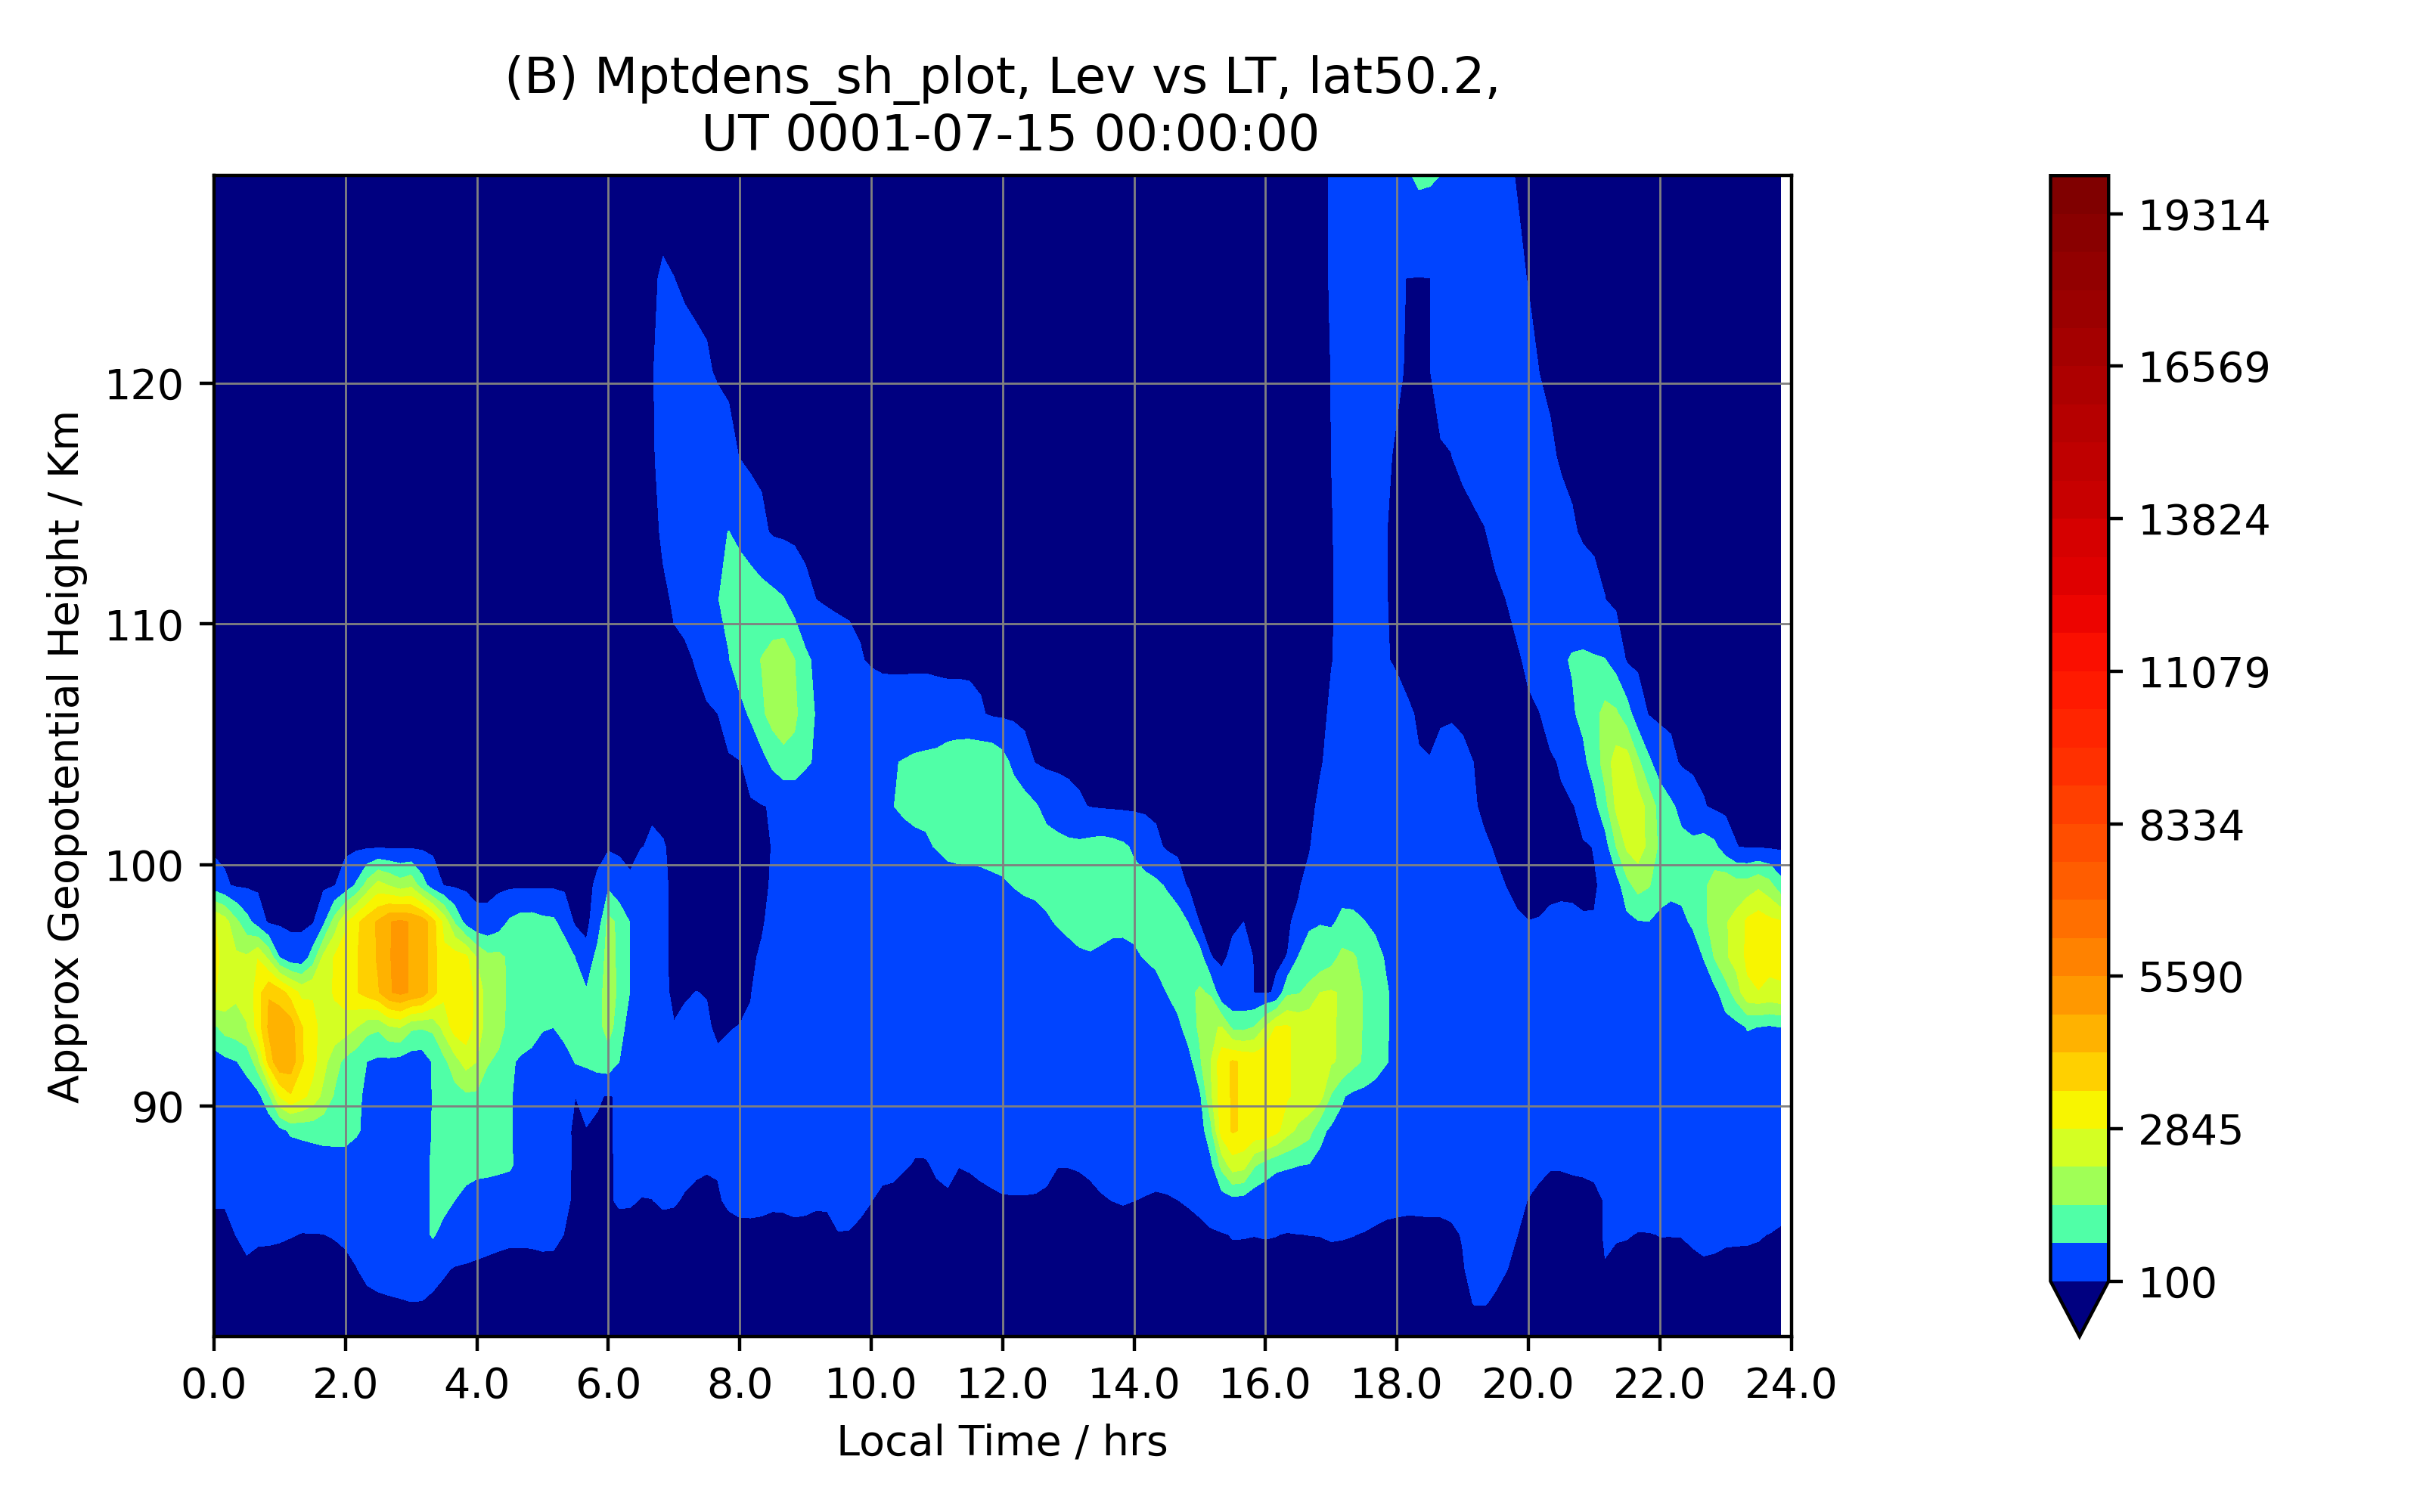 (B) Mptdens_sh_plot, Lev vs LT, lat50.2,
UT 0001-07-15 00:00:00
Approx Geopotential Height / Km
120
110
100
90
0.0 2.0 4.0 6.0 8.0 10.0 12.0 14.0 16.0 18.0 20.0 22.0 24.0
Local Time / hrs
19314
16569
13824
11079
8334
5590
2845
100